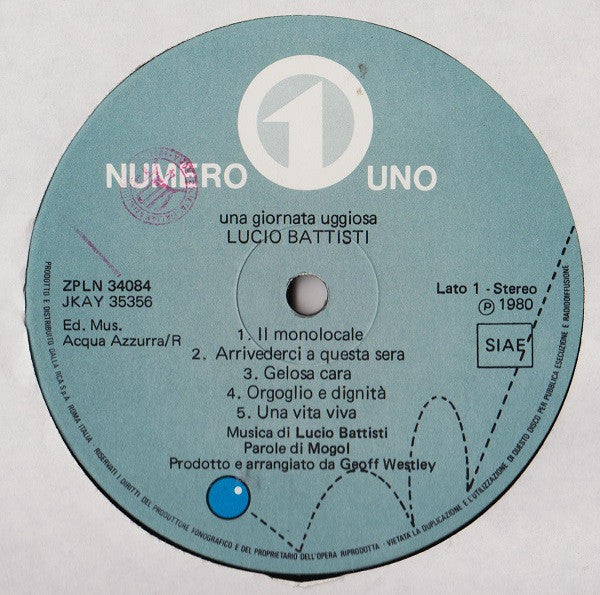 1
NUMERO UNO
una giornata uggiosa
LUCIO BATTISTI
ZPLN 34084
JKAY 35356
Ed. Mus.
Acqua Azzurra/R
Lato 1 - Stereo
Ⓟ 1980
SIAE
1. Il monolocale
2. Arrivederci a questa sera
3. Gelosa cara
4. Orgoglio e dignità
5. Una vita viva
Musica di Lucio Battisti
Parole di Mogol
Prodotto e arrangiato da Geoff Westley
PRODOTTO E DISTRIBUITO DALLA RCA S.p.A. ROMA ITALIA - RISERVATI I DIRITTI DEL PRODUTTORE FONOGRAFICO E DEL PROPRIETARIO DELL'OPERA RIPRODOTTA - VIETATA LA DUPLICAZIONE E L'UTILIZZAZIONE DI QUESTO DISCO PER PUBBLICA ESECUZIONE E RADIODIFFUSIONE